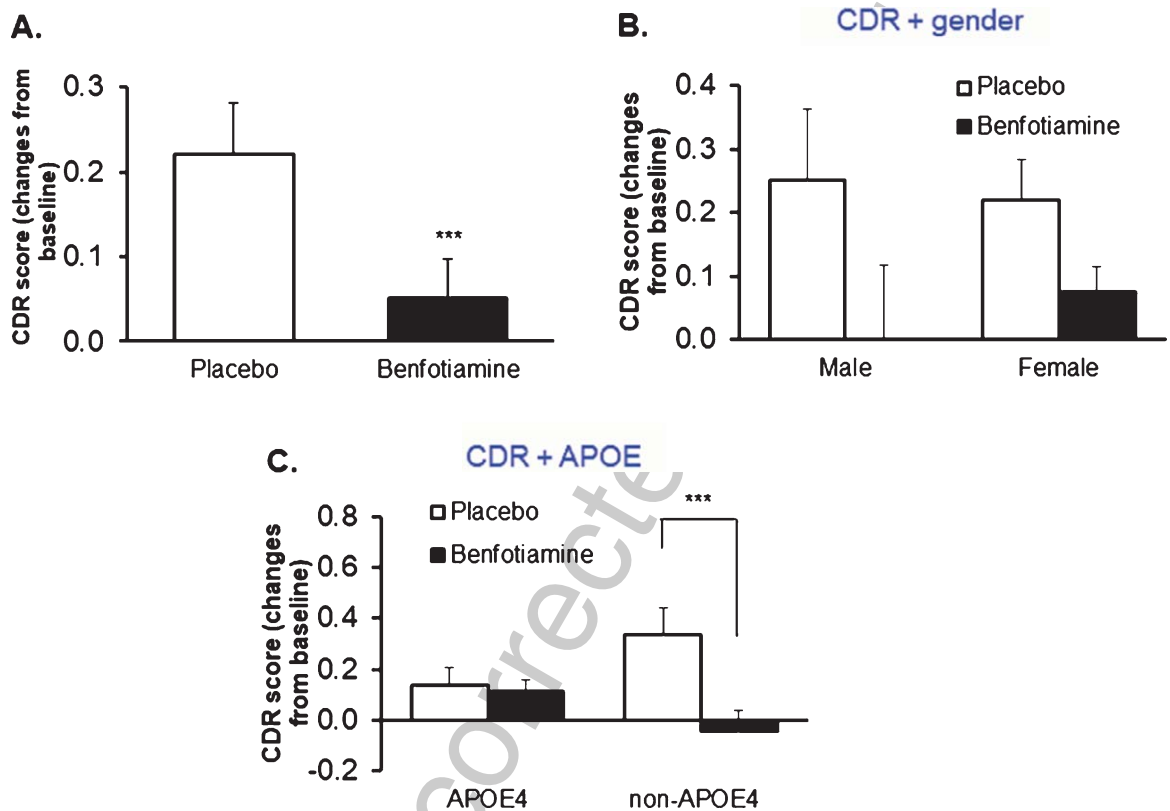 A.
CDR score (changes from
baseline)
0.3
0.2
0.1
0.0
***
Placebo
Benfotiamine
B.
CDR + gender
CDR score (changes
from baseline)
0.4
0.3
0.2
0.1
0.0
Placebo
Benfotiamine
Male
Female
C.
CDR + APOE
CDR score (changes
from baseline)
0.8
0.6
0.4
0.2
0.0
-0.2
Placebo
Benfotiamine
***
APOE4
non-APOE4
correcte